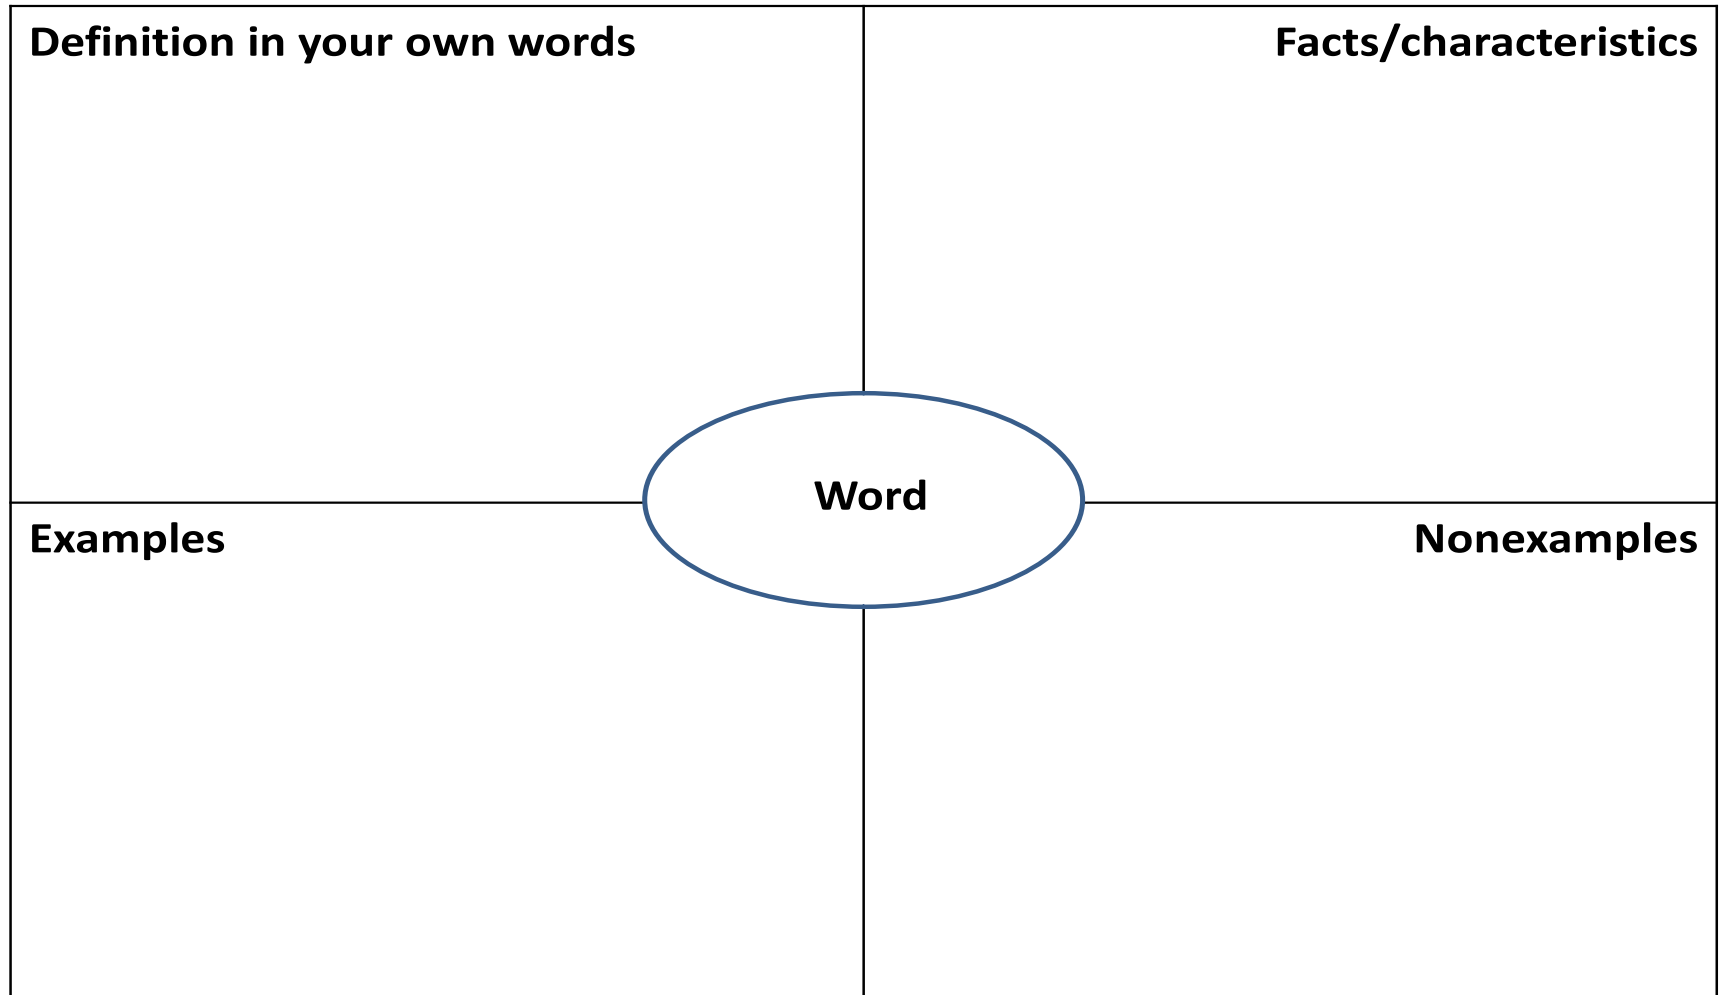 Definition in your own words
Facts/characteristics
Word
Examples
Nonexamples